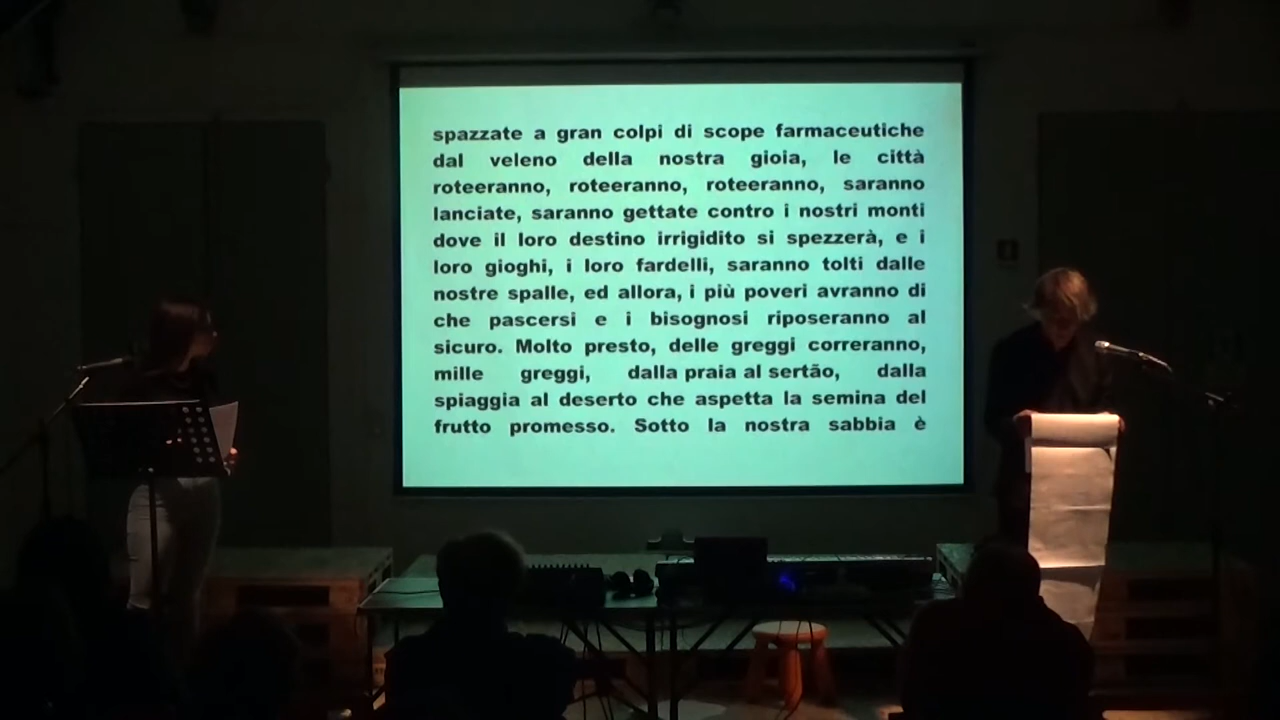 spazzate a gran colpi di scope farmaceutiche
dal veleno della nostra gioia, le città
roteeranno, roteeranno, roteeranno, saranno
lanciate, saranno gettate contro i nostri monti
dove il loro destino irrigidito si spezzerà, e i
loro gioghi, i loro fardelli, saranno tolti dalle
nostre spalle, ed allora, i più poveri avranno di
che pascersi e i bisognosi riposeranno al
sicuro. Molto presto, delle greggi correranno,
mille greggi, dalla praia al sertão, dalla
spiaggia al deserto che aspetta la semina del
frutto promesso. Sotto la nostra sabbia è